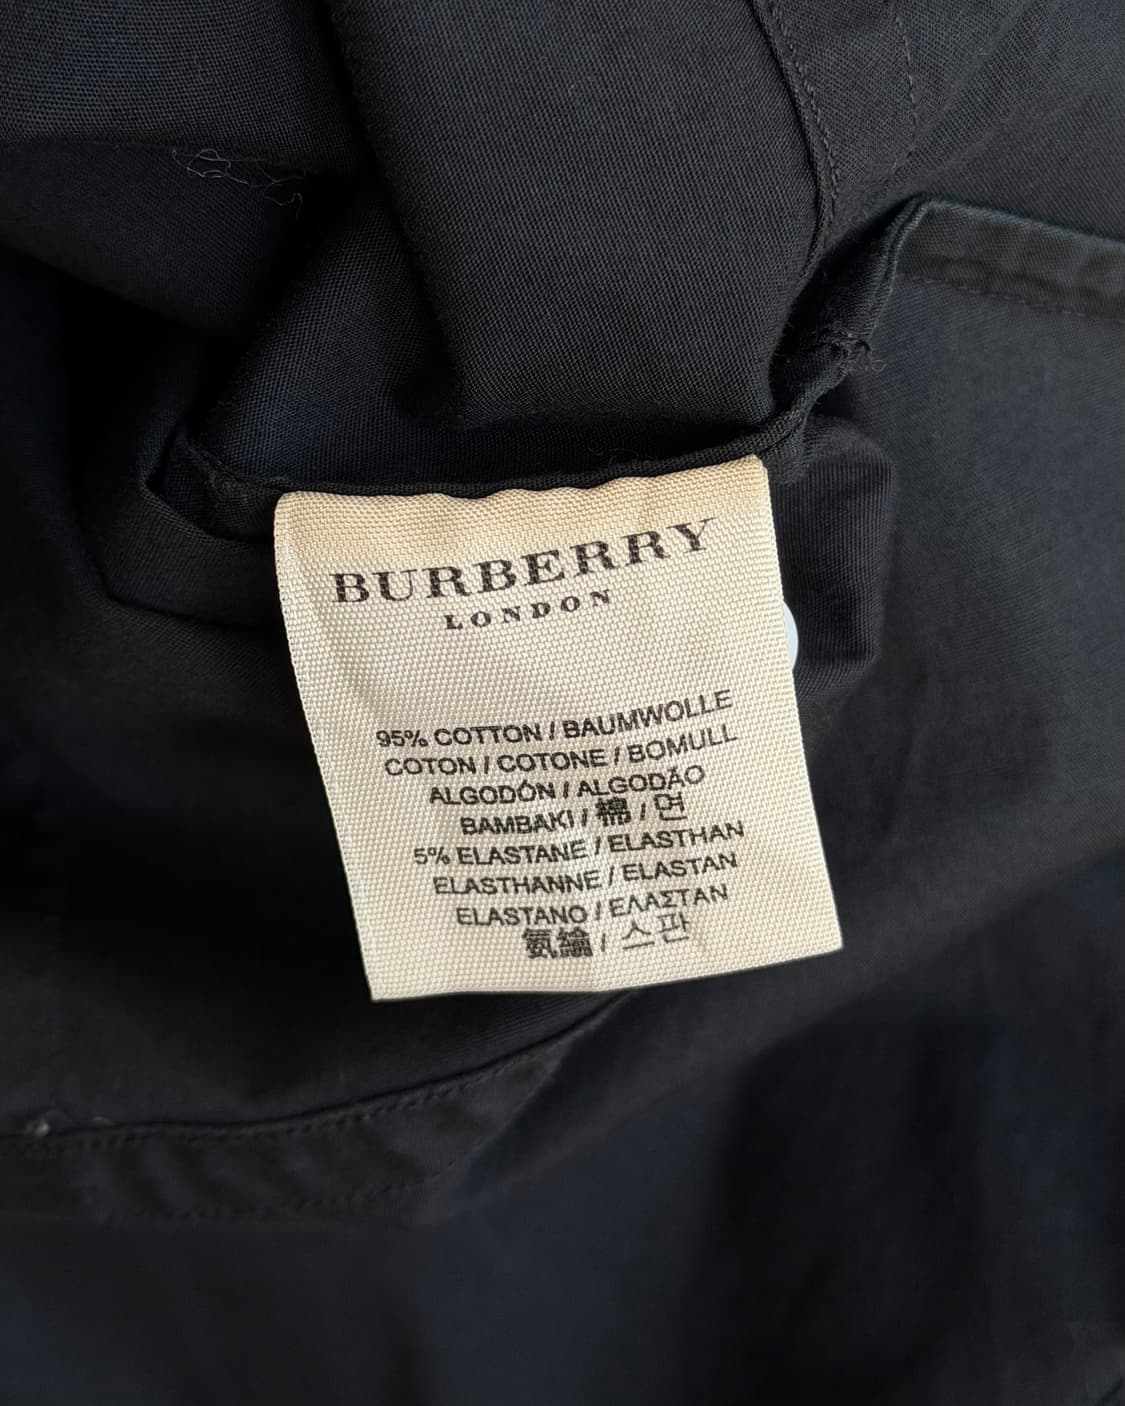 BURBERRY
LONDON
95% COTTON / BAUMWOLLE
COTON / COTONE / BOMULL
ALGODÓN / ALGODÃO
BAMBAKI / 棉 / 면
5% ELASTANE / ELASTHAN
ELASTHANNE / ELASTAN
ELASTANO / ΕΛΑΣΤΑΝ
氨綸 / 스판